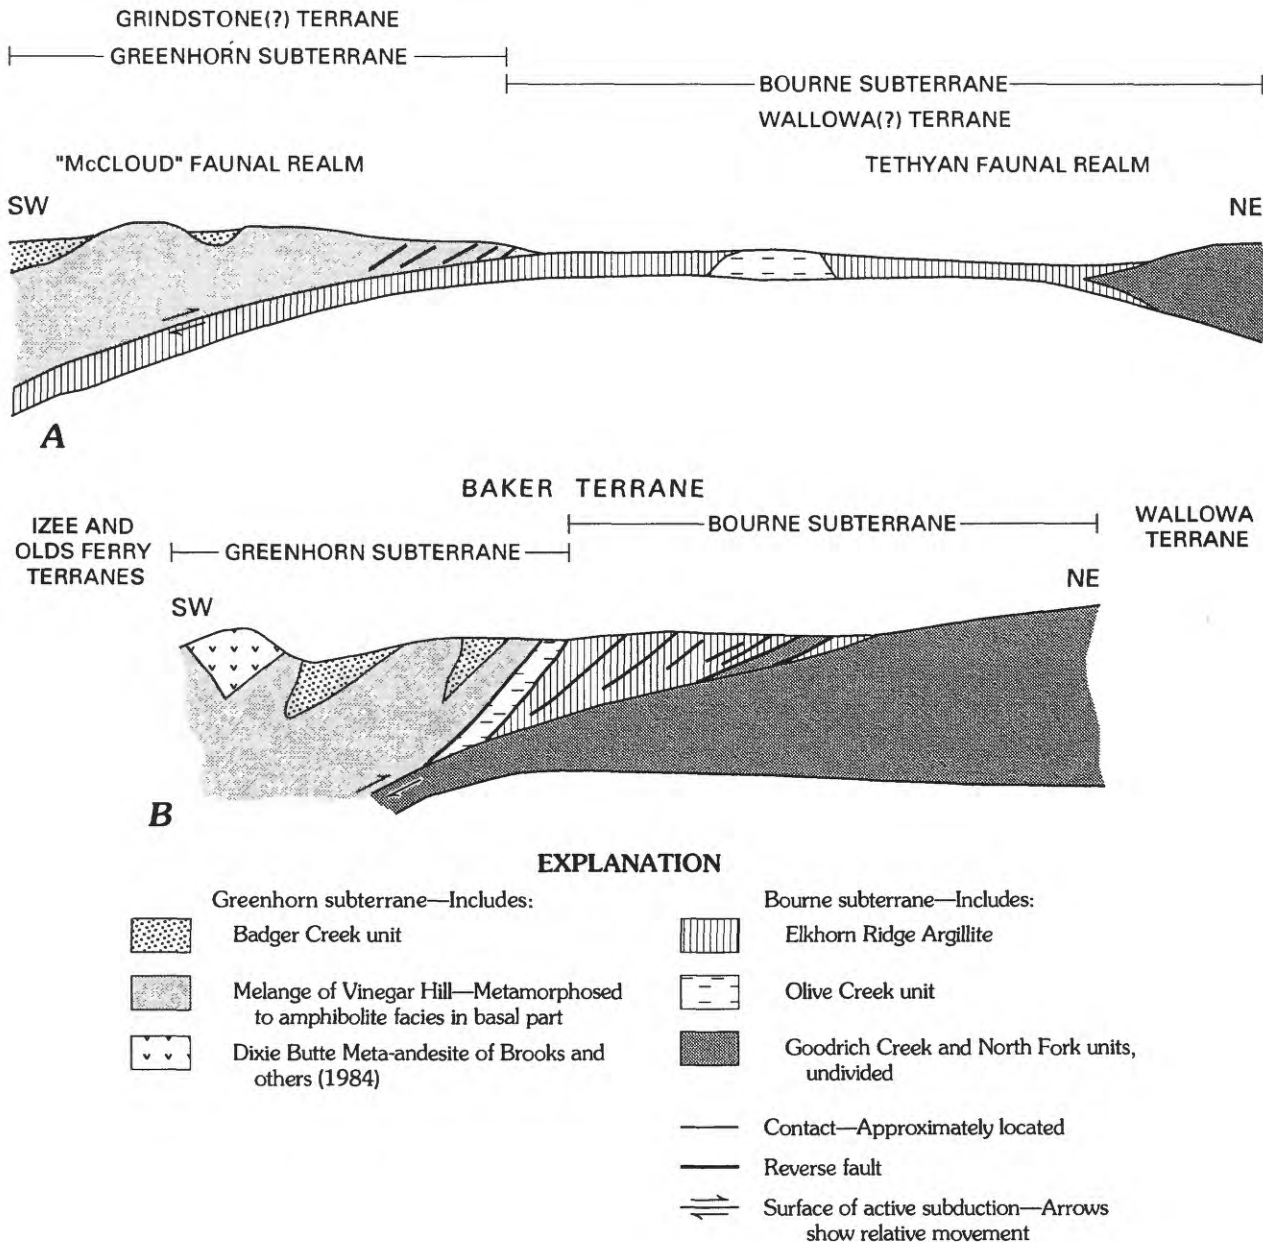 GRINDSTONE(?) TERRANE
GREENHORN SUBTERRANE
BOURNE SUBTERRANE
WALLOWA(?) TERRANE
"McCLOUD" FAUNAL REALM
TETHYAN FAUNAL REALM
SW
NE
A
BAKER TERRANE
IZEE AND
OLDS FERRY
TERRANES
GREENHORN SUBTERRANE
BOURNE SUBTERRANE
WALLOWA
TERRANE
SW
NE
B
EXPLANATION
Greenhorn subterrane—Includes:
Badger Creek unit
Melange of Vinegar Hill—Metamorphosed
to amphibolite facies in basal part
Dixie Butte Meta-andesite of Brooks and
others (1984)
Bourne subterrane—Includes:
Elkhorn Ridge Argillite
Olive Creek unit
Goodrich Creek and North Fork units,
undivided
Contact—Approximately located
Reverse fault
Surface of active subduction—Arrows
show relative movement